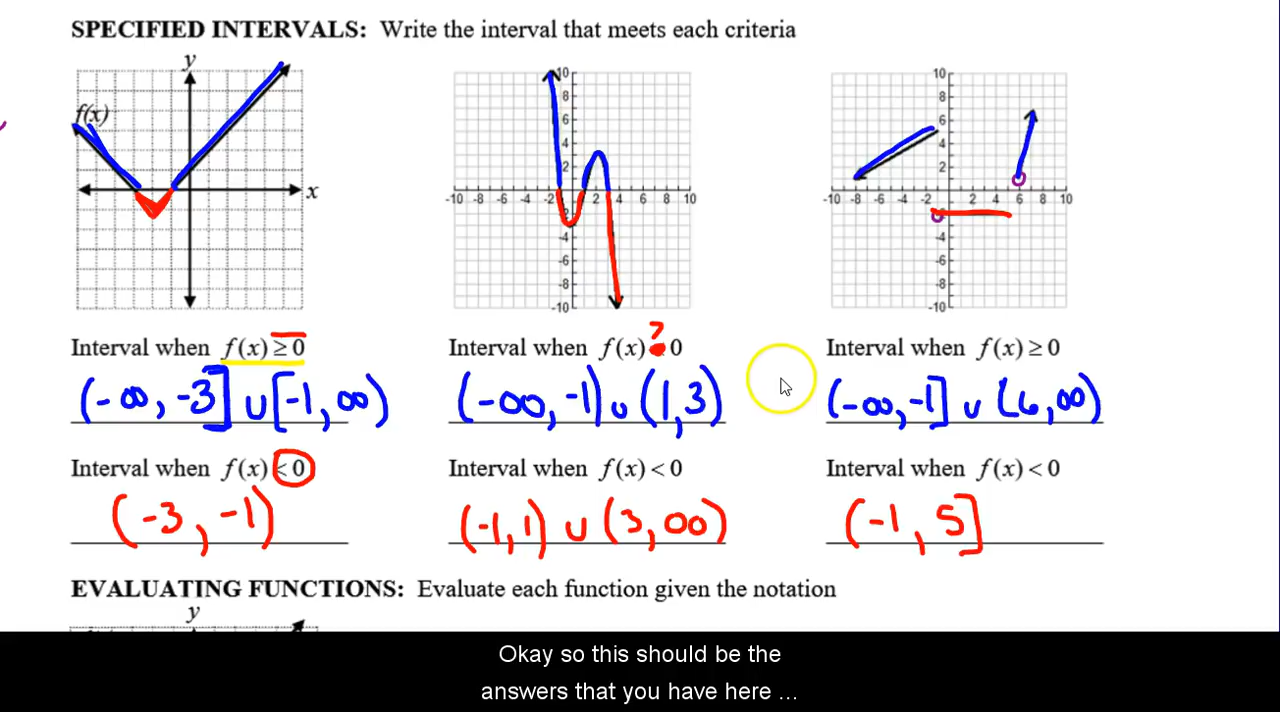 SPECIFIED INTERVALS: Write the interval that meets each criteria
y
f(x)
x
10
8
6
4
2
-10 -8 -6 -4 -2 2 4 6 8 10
-2
-4
-6
-8
-10
10
8
6
4
2
-10 -8 -6 -4 -2 2 4 6 8 10
-4
-6
-8
-10
Interval when f(x) ≥ 0
(-∞, -3] ∪ [-1, ∞)
Interval when f(x) < 0
(-3, -1)
Interval when f(x) ? 0
(-∞, -1) ∪ (1, 3)
Interval when f(x) < 0
(-1, 1) ∪ (3, ∞)
Interval when f(x) ≥ 0
(-∞, -1] ∪ (6, ∞)
Interval when f(x) < 0
(-1, 5]
EVALUATING FUNCTIONS: Evaluate each function given the notation
y
Okay so this should be the
answers that you have here ...